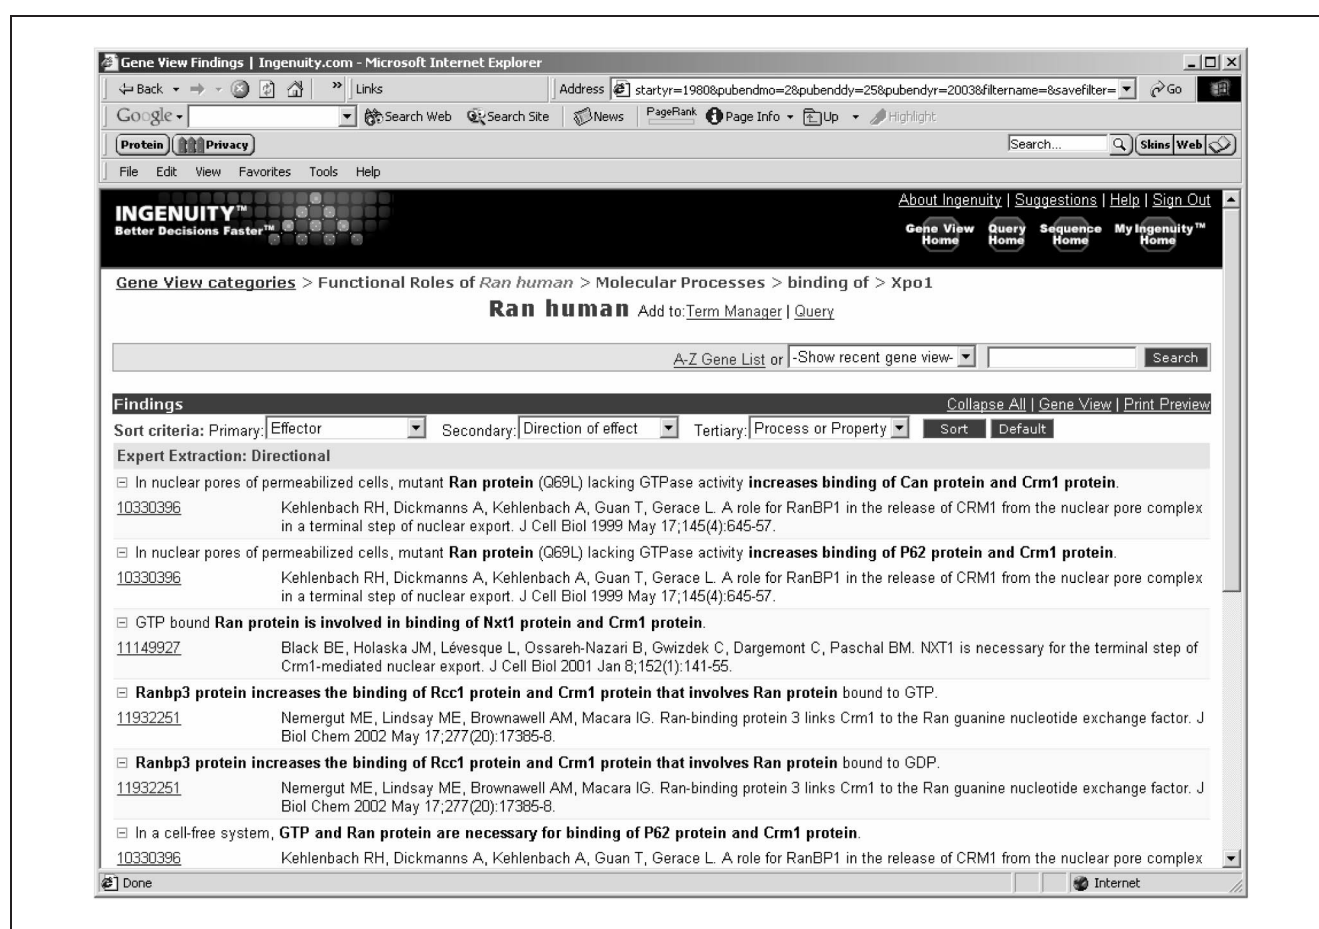 Gene View Findings | Ingenuity.com - Microsoft Internet Explorer
Back » Links Address startyr=1980&pubendmo=2&pubenddy=25&pubendyr=2003&filtername=&savefilter= Go
Google Search Web Search Site News PageRank Page Info Up Highlight
Protein Privacy Search... Skins Web
File Edit View Favorites Tools Help
INGENUITY™ About Ingenuity | Suggestions | Help | Sign Out
Better Decisions Faster™ Gene View Home Query Home Sequence Home My Ingenuity™ Home
Gene View categories > Functional Roles of Ran human > Molecular Processes > binding of > Xpo1
Ran human Add to: Term Manager | Query
A-Z Gene List or -Show recent gene view- Search
Findings Collapse All | Gene View | Print Preview
Sort criteria: Primary: Effector Secondary: Direction of effect Tertiary: Process or Property Sort Default
Expert Extraction: Directional
In nuclear pores of permeabilized cells, mutant Ran protein (Q69L) lacking GTPase activity increases binding of Can protein and Crm1 protein.
10330396 Kehlenbach RH, Dickmanns A, Kehlenbach A, Guan T, Gerace L. A role for RanBP1 in the release of CRM1 from the nuclear pore complex
in a terminal step of nuclear export. J Cell Biol 1999 May 17;145(4):645-57.
In nuclear pores of permeabilized cells, mutant Ran protein (Q69L) lacking GTPase activity increases binding of P62 protein and Crm1 protein.
10330396 Kehlenbach RH, Dickmanns A, Kehlenbach A, Guan T, Gerace L. A role for RanBP1 in the release of CRM1 from the nuclear pore complex
in a terminal step of nuclear export. J Cell Biol 1999 May 17;145(4):645-57.
GTP bound Ran protein is involved in binding of Nxt1 protein and Crm1 protein.
11149927 Black BE, Holaska JM, Lévesque L, Ossareh-Nazari B, Gwizdek C, Dargemont C, Paschal BM. NXT1 is necessary for the terminal step of
Crm1-mediated nuclear export. J Cell Biol 2001 Jan 8;152(1):141-55.
Ranbp3 protein increases the binding of Rcc1 protein and Crm1 protein that involves Ran protein bound to GTP.
11932251 Nemergut ME, Lindsay ME, Brownawell AM, Macara IG. Ran-binding protein 3 links Crm1 to the Ran guanine nucleotide exchange factor. J
Biol Chem 2002 May 17;277(20):17385-8.
Ranbp3 protein increases the binding of Rcc1 protein and Crm1 protein that involves Ran protein bound to GDP.
11932251 Nemergut ME, Lindsay ME, Brownawell AM, Macara IG. Ran-binding protein 3 links Crm1 to the Ran guanine nucleotide exchange factor. J
Biol Chem 2002 May 17;277(20):17385-8.
In a cell-free system, GTP and Ran protein are necessary for binding of P62 protein and Crm1 protein.
10330396 Kehlenbach RH, Dickmanns A, Kehlenbach A, Guan T, Gerace L. A role for RanBP1 in the release of CRM1 from the nuclear pore complex
Done Internet